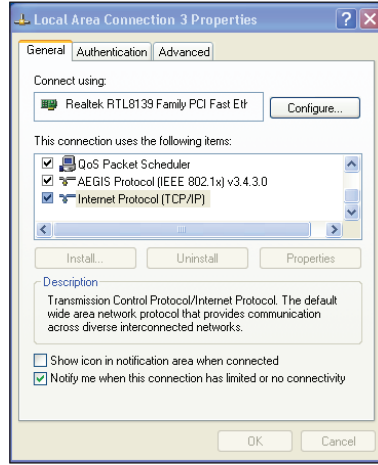 Local Area Connection 3 Properties
General Authentication Advanced
Connect using:
Realtek RTL8139 Family PCI Fast Eth
Configure...
This connection uses the following items:
QoS Packet Scheduler
AEGIS Protocol (IEEE 802.1x) v3.4.3.0
Internet Protocol (TCP/IP)
Install... Uninstall Properties
Description
Transmission Control Protocol/Internet Protocol. The default
wide area network protocol that provides communication
across diverse interconnected networks.
Show icon in notification area when connected
Notify me when this connection has limited or no connectivity
OK Cancel